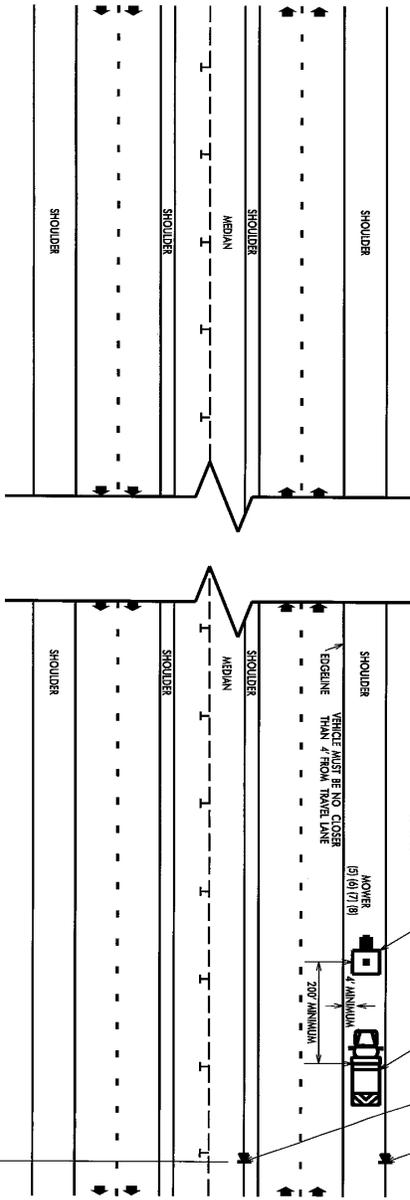 SHOULDER
SHOULDER
MEDIAN
SHOULDER
SHOULDER
SHOULDER
SHOULDER
MEDIAN
SHOULDER
EDGELINE
SHOULDER
VEHICLE MUST BE NO CLOSER
THAN 4' FROM TRAVEL LANE
MOWER
(5) (6) (7) (8)
4' MINIMUM
200' MINIMUM